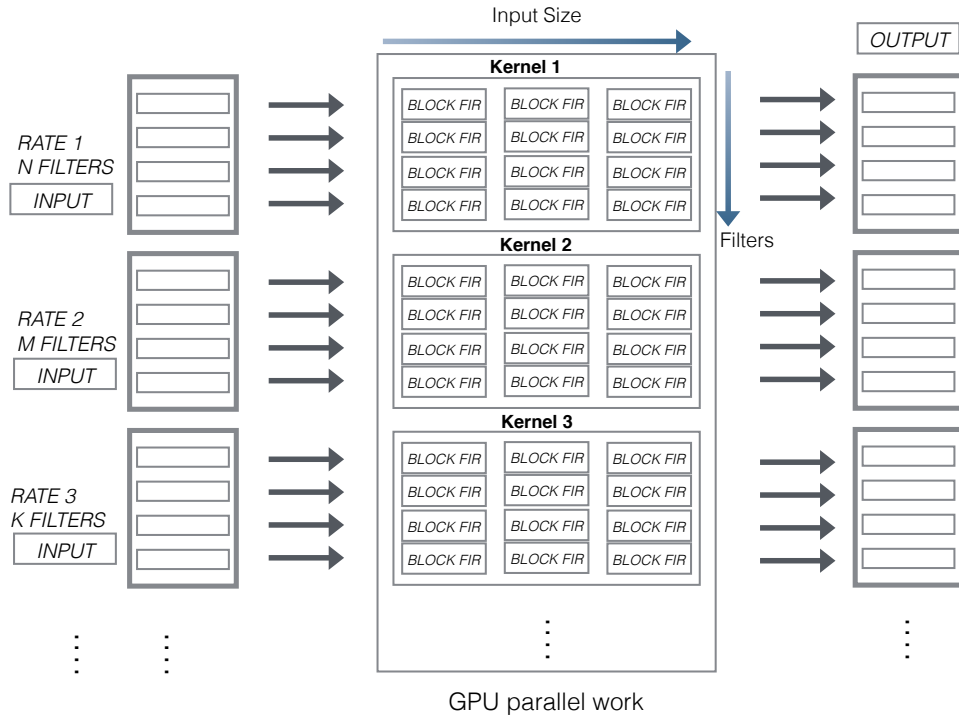 Input Size
OUTPUT
Kernel 1
BLOCK FIR BLOCK FIR BLOCK FIR
BLOCK FIR BLOCK FIR BLOCK FIR
BLOCK FIR BLOCK FIR BLOCK FIR
BLOCK FIR BLOCK FIR BLOCK FIR
RATE 1
N FILTERS
INPUT
Filters
Kernel 2
BLOCK FIR BLOCK FIR BLOCK FIR
BLOCK FIR BLOCK FIR BLOCK FIR
BLOCK FIR BLOCK FIR BLOCK FIR
BLOCK FIR BLOCK FIR BLOCK FIR
RATE 2
M FILTERS
INPUT
Kernel 3
BLOCK FIR BLOCK FIR BLOCK FIR
BLOCK FIR BLOCK FIR BLOCK FIR
BLOCK FIR BLOCK FIR BLOCK FIR
BLOCK FIR BLOCK FIR BLOCK FIR
RATE 3
K FILTERS
INPUT
GPU parallel work